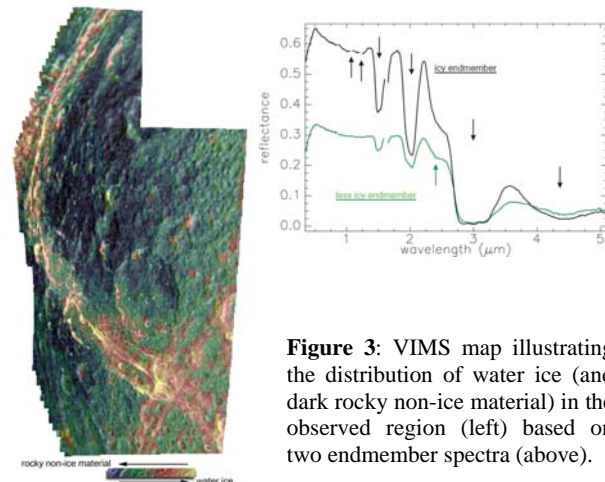 0.6
0.5
0.4
0.3
0.2
0.1
0.0
reflectance
icy endmember
less icy endmember
1 2 3 4 5
wavelength (μm)
Figure 3: VIMS map illustrating
the distribution of water ice (and
dark rocky non-ice material) in the
observed region (left) based on
two endmember spectra (above).
rocky non-ice material
water ice